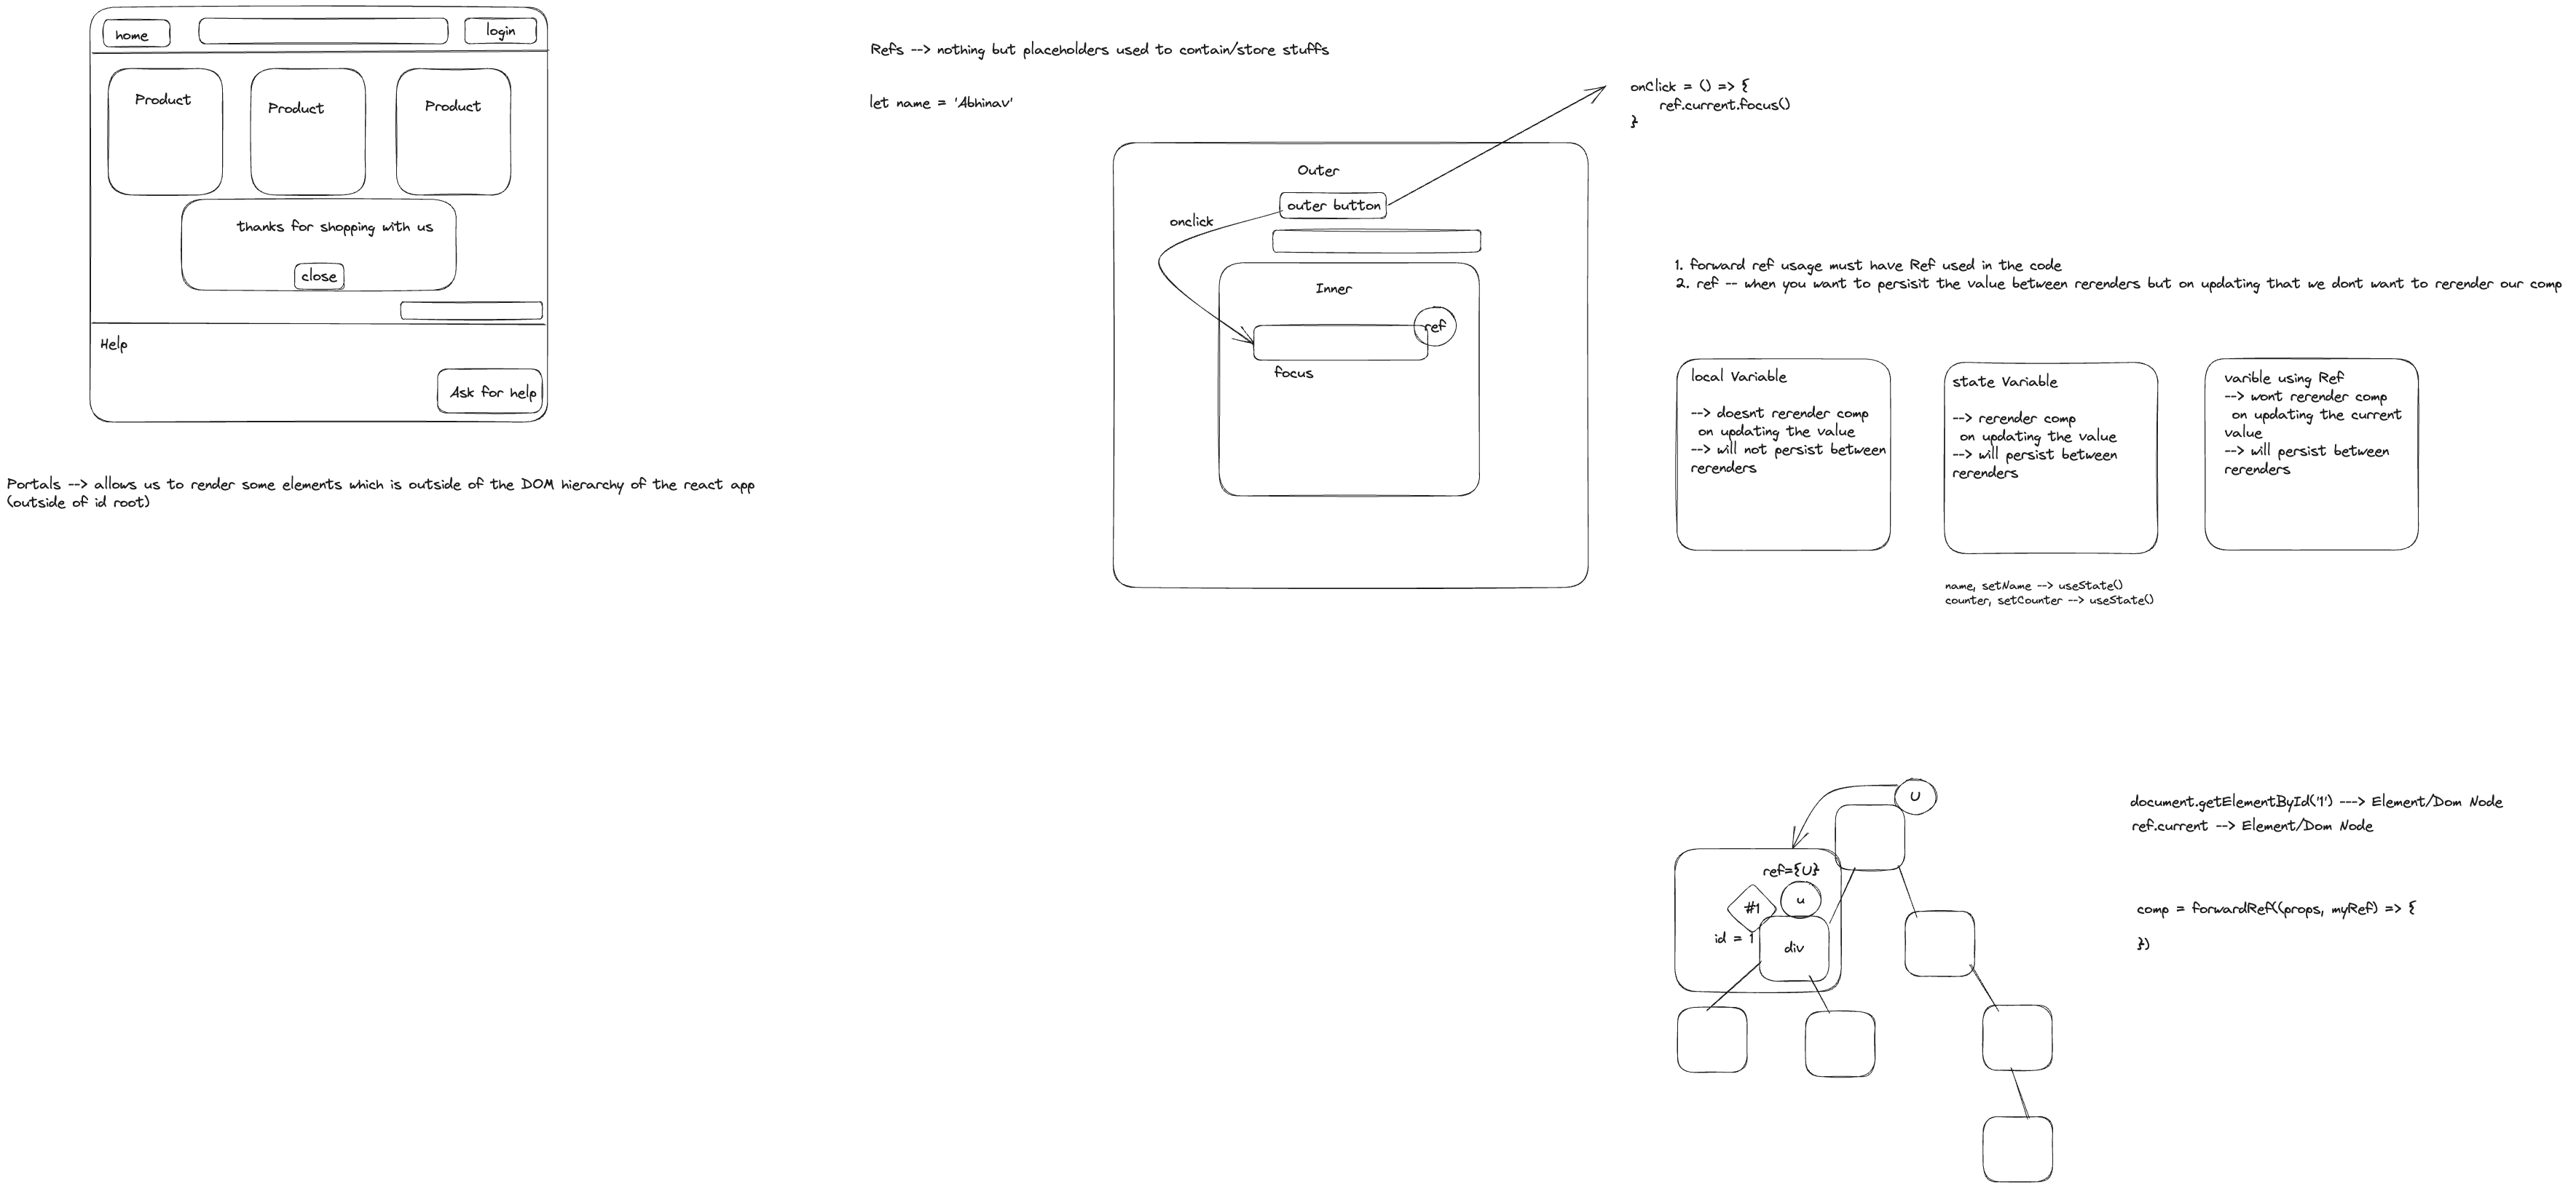 home
login
Product
Product
Product
thanks for shopping with us
close
Help
Ask for help
Portals --> allows us to render some elements which is outside of the DOM hierarchy of the react app
(outside of id root)
Refs --> nothing but placeholders used to contain/store stuffs
let name = 'Abhinav'
onClick = () => {
ref.current.focus()
}
Outer
outer button
onclick
Inner
ref
focus
1. forward ref usage must have Ref used in the code
2. ref -- when you want to persisit the value between rerenders but on updating that we dont want to rerender our comp
local Variable
--> doesnt rerender comp
on updating the value
--> will not persist between
rerenders
state Variable
--> rerender comp
on updating the value
--> will persist between
rerenders
varible using Ref
--> wont rerender comp
on updating the current
value
--> will persist between
rerenders
name, setName --> useState()
counter, setCounter --> useState()
U
ref={U}
#1
u
id = 1
div
document.getElementById('1') ---> Element/Dom Node
ref.current --> Element/Dom Node
comp = forwardRef((props, myRef) => {
})